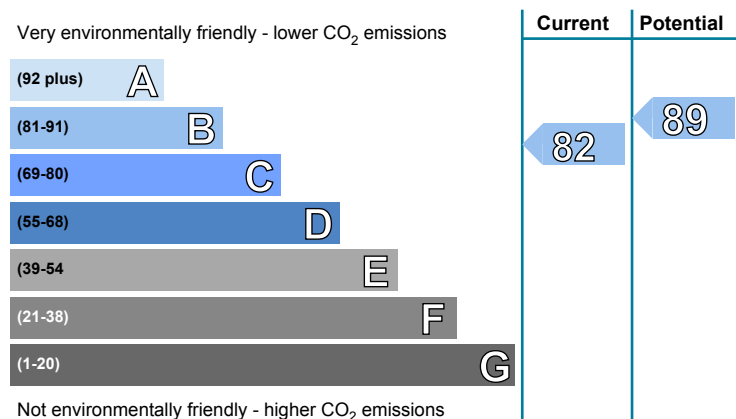 Very environmentally friendly - lower CO₂ emissions
Current
Potential
(92 plus) A
(81-91) B
(69-80) C
(55-68) D
(39-54 E
(21-38) F
(1-20) G
82
89
Not environmentally friendly - higher CO₂ emissions